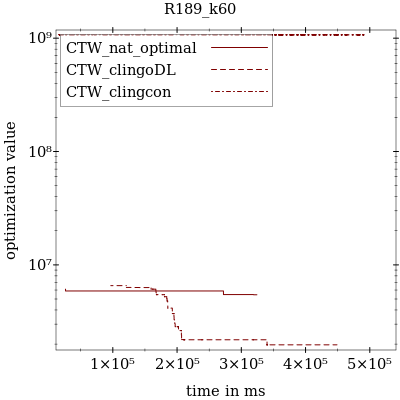 R189_k60
optimization value
10⁹
10⁸
10⁷
CTW_nat_optimal
CTW_clingoDL
CTW_clingcon
1×10⁵ 2×10⁵ 3×10⁵ 4×10⁵ 5×10⁵
time in ms